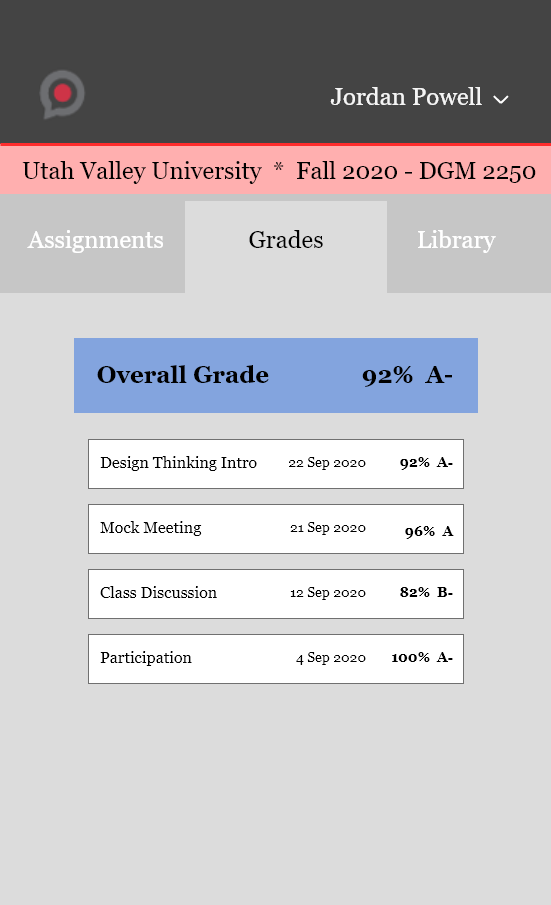 Jordan Powell
Utah Valley University * Fall 2020 - DGM 2250
Assignments Grades Library
Overall Grade 92% A-
Design Thinking Intro 22 Sep 2020 92% A-
Mock Meeting 21 Sep 2020 96% A
Class Discussion 12 Sep 2020 82% B-
Participation 4 Sep 2020 100% A-